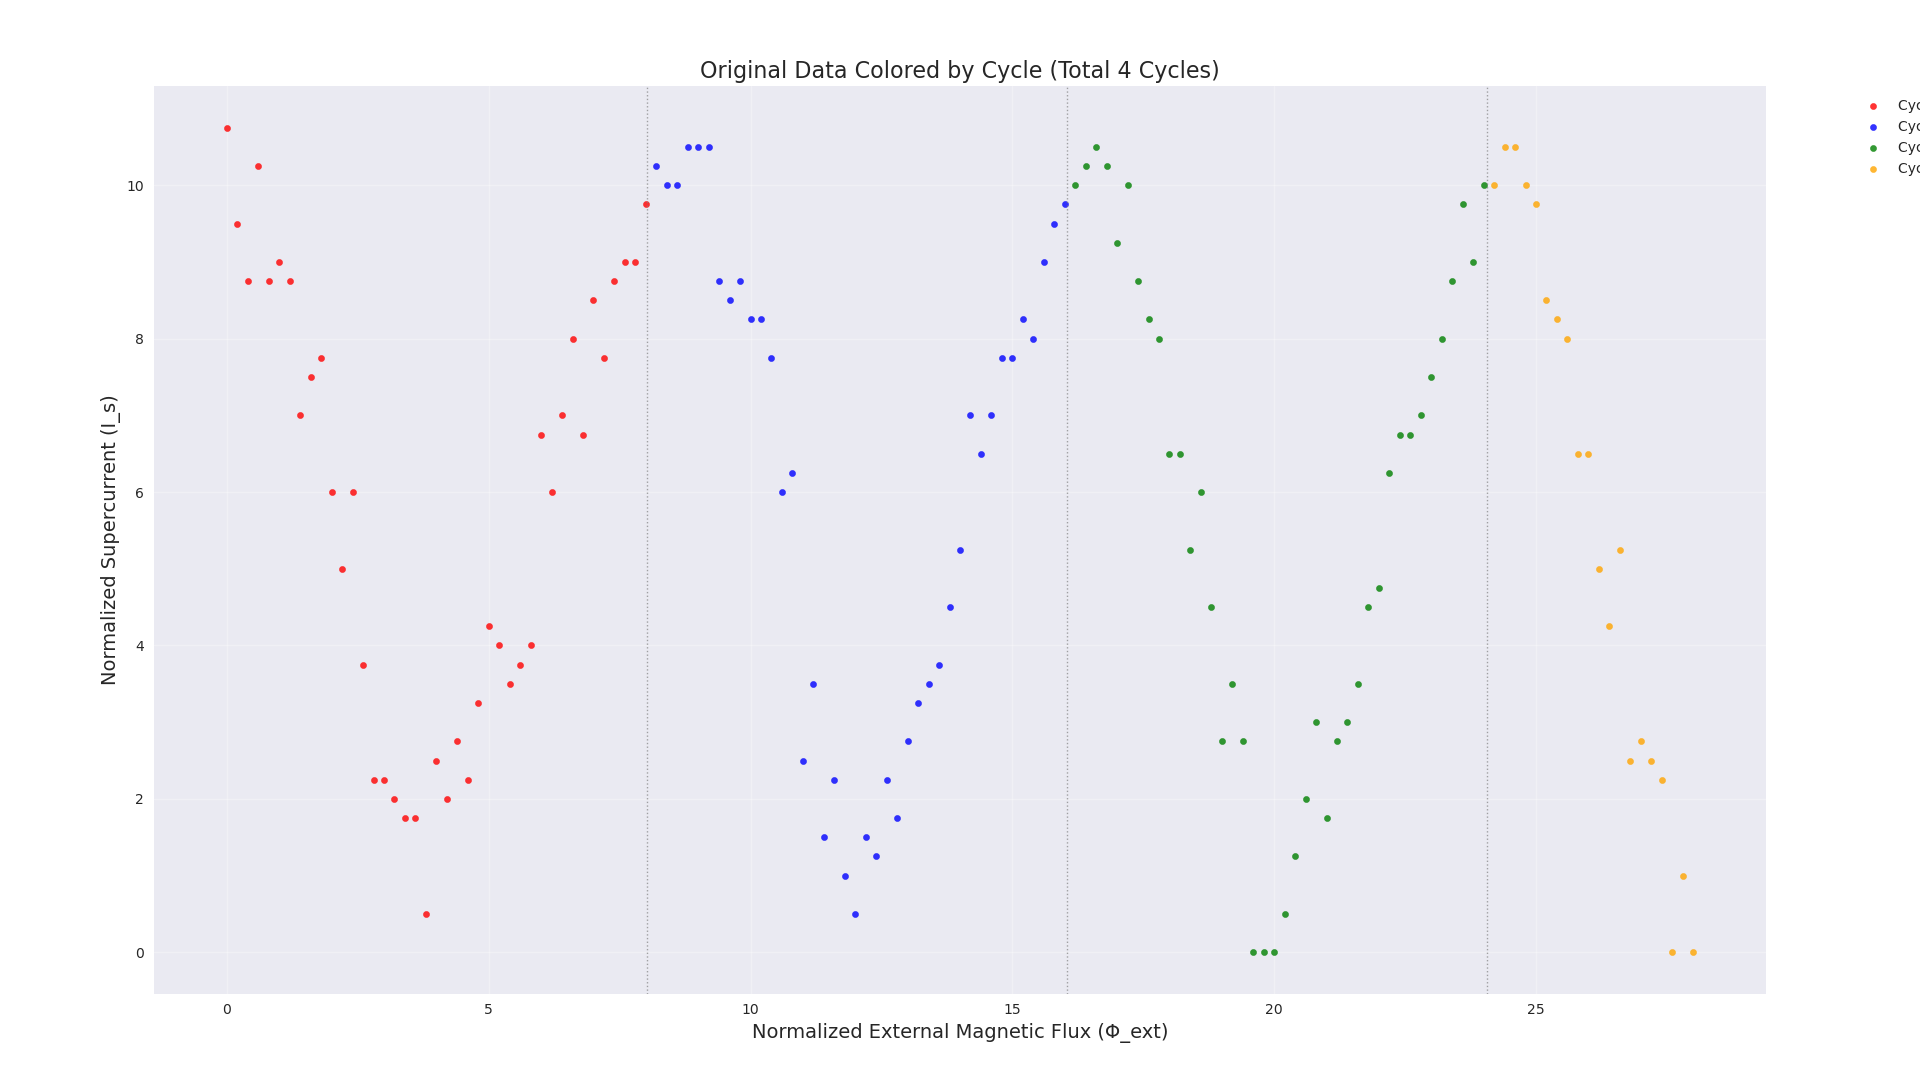 Original Data Colored by Cycle (Total 4 Cycles)
Cyc
Cyc
Cyc
Cyc
Normalized Supercurrent (I_s)
10
8
6
4
2
0
0 5 10 15 20 25
Normalized External Magnetic Flux (Φ_ext)